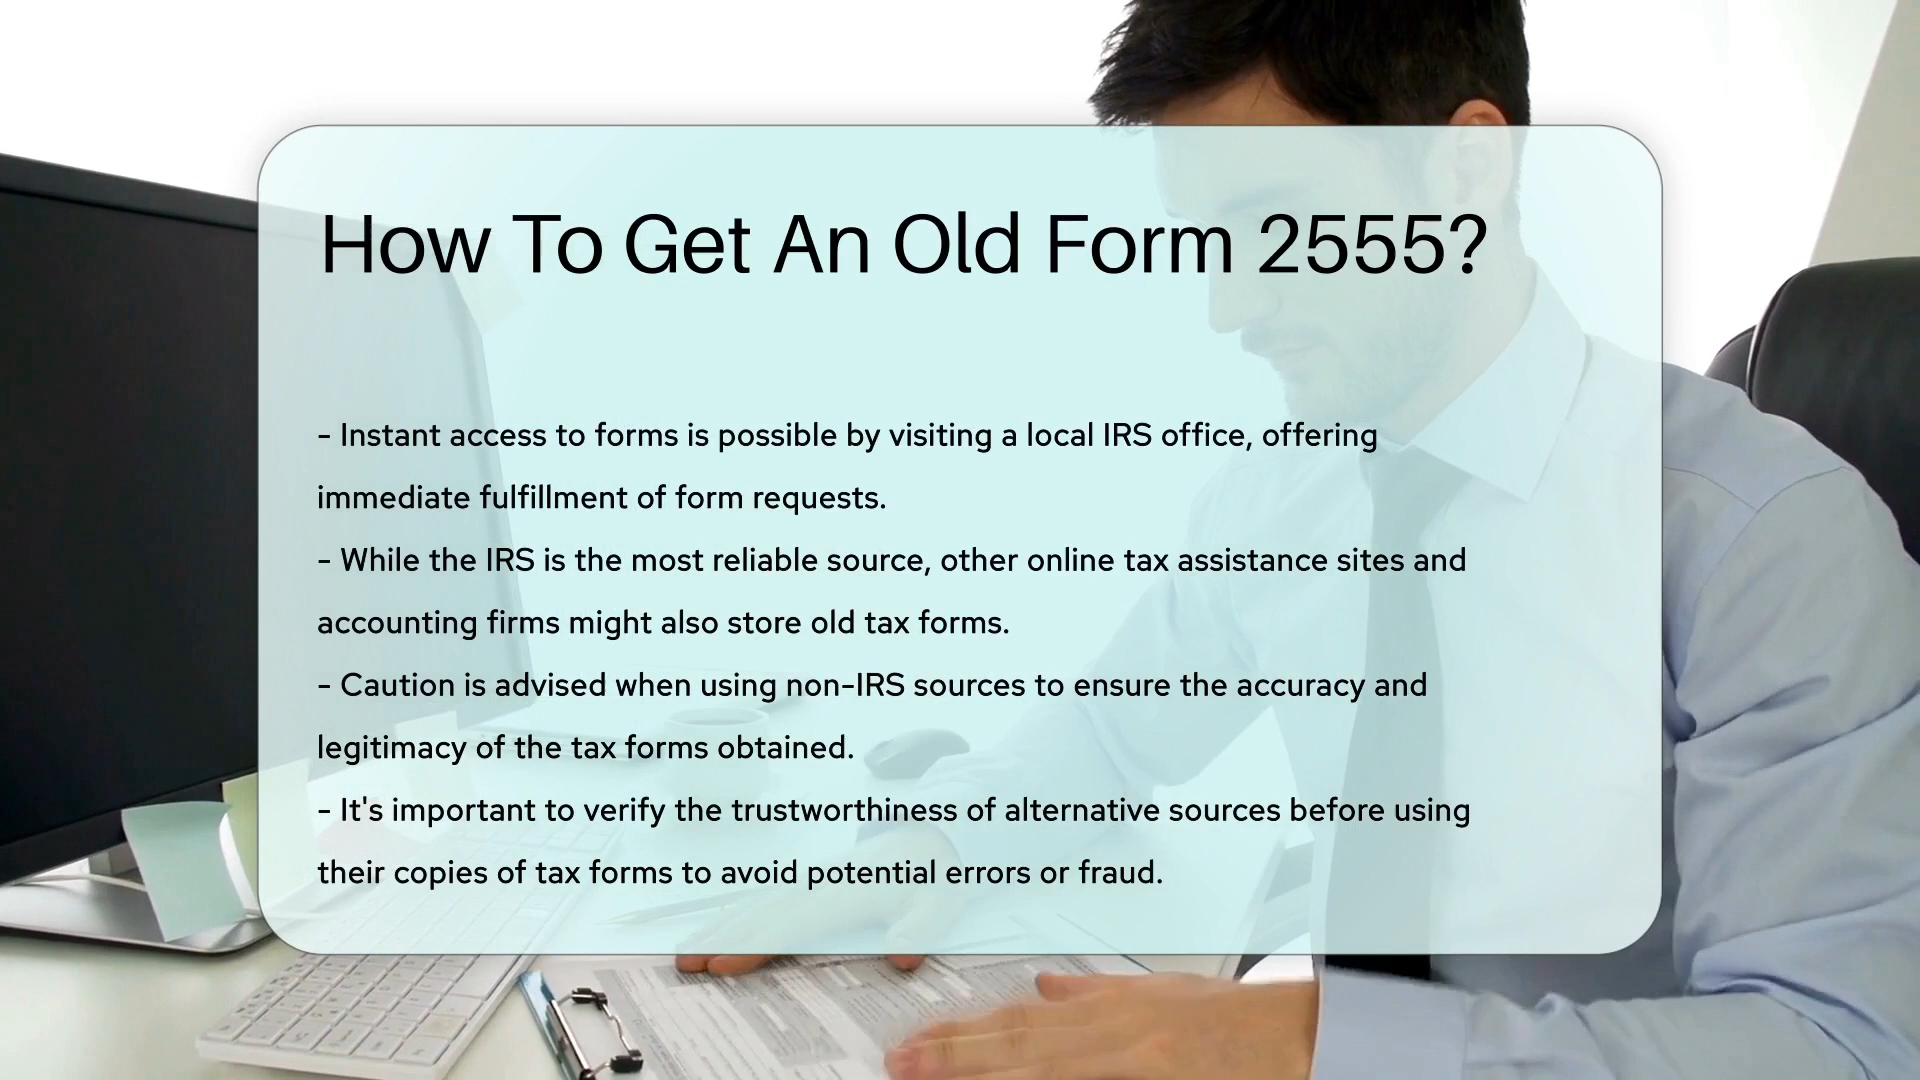 How To Get An Old Form 2555?
- Instant access to forms is possible by visiting a local IRS office, offering
immediate fulfillment of form requests.
- While the IRS is the most reliable source, other online tax assistance sites and
accounting firms might also store old tax forms.
- Caution is advised when using non-IRS sources to ensure the accuracy and
legitimacy of the tax forms obtained.
- It's important to verify the trustworthiness of alternative sources before using
their copies of tax forms to avoid potential errors or fraud.